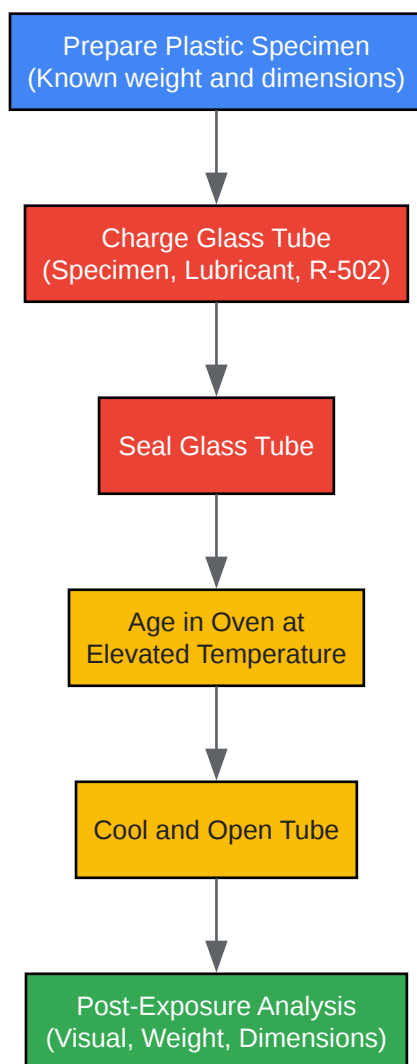 Prepare Plastic Specimen
(Known weight and dimensions)
Charge Glass Tube
(Specimen, Lubricant, R-502)
Seal Glass Tube
Age in Oven at
Elevated Temperature
Cool and Open Tube
Post-Exposure Analysis
(Visual, Weight, Dimensions)